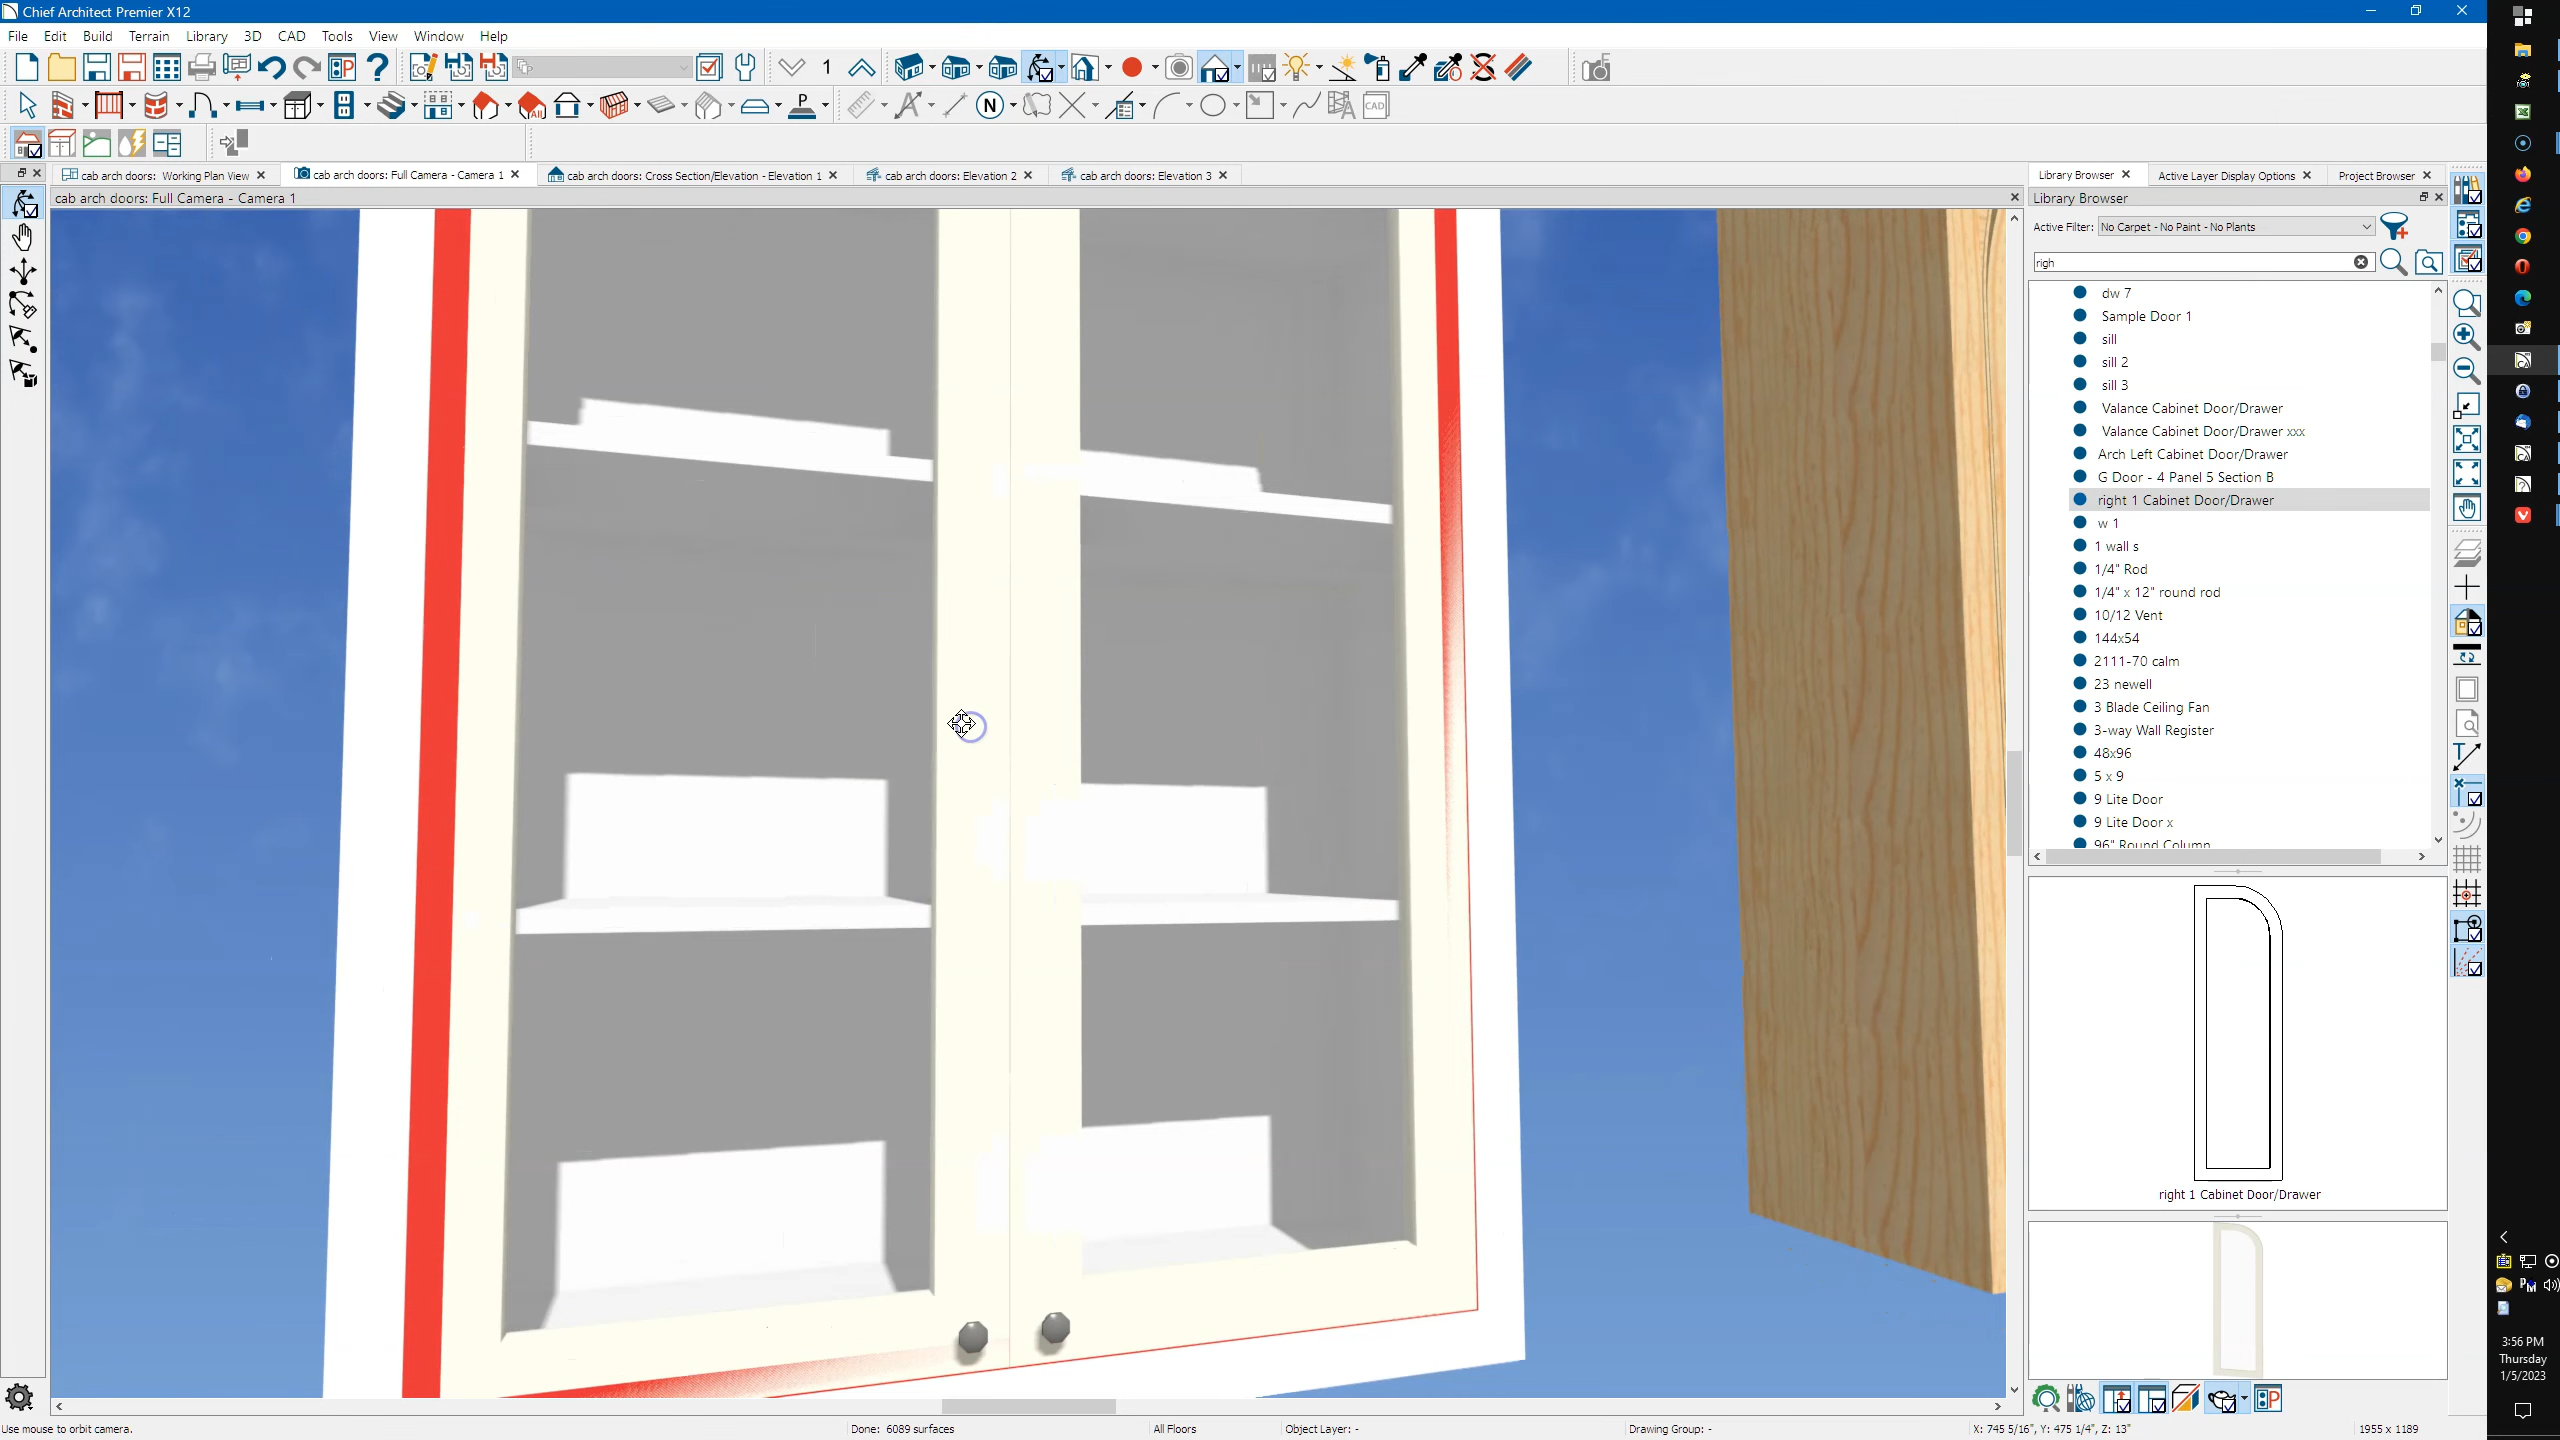 Chief Architect Premier X12
File Edit Build Terrain Library 3D CAD Tools View Window Help
1
N
All
P
CAD
cab arch doors: Working Plan View
cab arch doors: Full Camera - Camera 1
cab arch doors: Cross Section/Elevation - Elevation 1
cab arch doors: Elevation 2
cab arch doors: Elevation 3
Library Browser
Active Layer Display Options
Project Browser
cab arch doors: Full Camera - Camera 1
Library Browser
Active Filter: No Carpet - No Paint - No Plants
righ
dw 7
Sample Door 1
sill
sill 2
sill 3
Valance Cabinet Door/Drawer
Valance Cabinet Door/Drawer xxx
Arch Left Cabinet Door/Drawer
G Door - 4 Panel 5 Section B
right 1 Cabinet Door/Drawer
w 1
1 wall s
1/4" Rod
1/4" x 12" round rod
10/12 Vent
144x54
2111-70 calm
23 newell
3 Blade Ceiling Fan
3-way Wall Register
48x96
5 x 9
9 Lite Door
9 Lite Door x
96" Round Column
right 1 Cabinet Door/Drawer
3:56 PM
Thursday
1/5/2023
Use mouse to orbit camera.
Done: 6089 surfaces
All Floors
Object Layer: -
Drawing Group: -
X: 745 5/16", Y: 475 1/4", Z: 13"
1955 x 1189